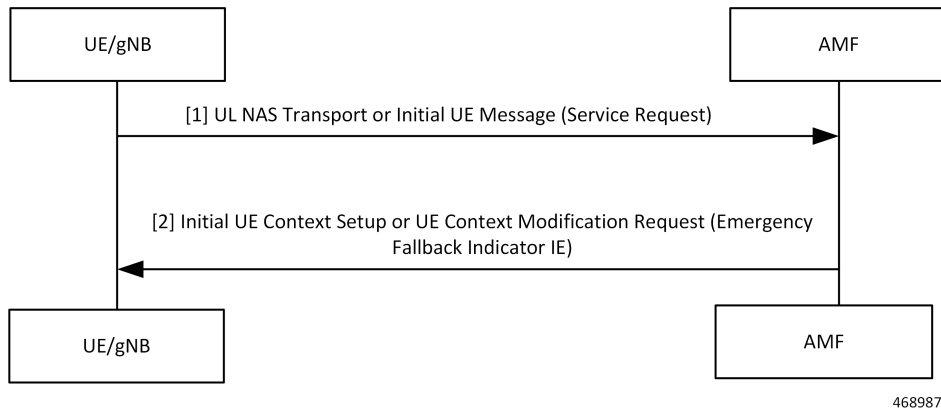 UE/gNB
AMF
[1] UL NAS Transport or Initial UE Message (Service Request)
[2] Initial UE Context Setup or UE Context Modification Request (Emergency
Fallback Indicator IE)
UE/gNB
AMF
468987